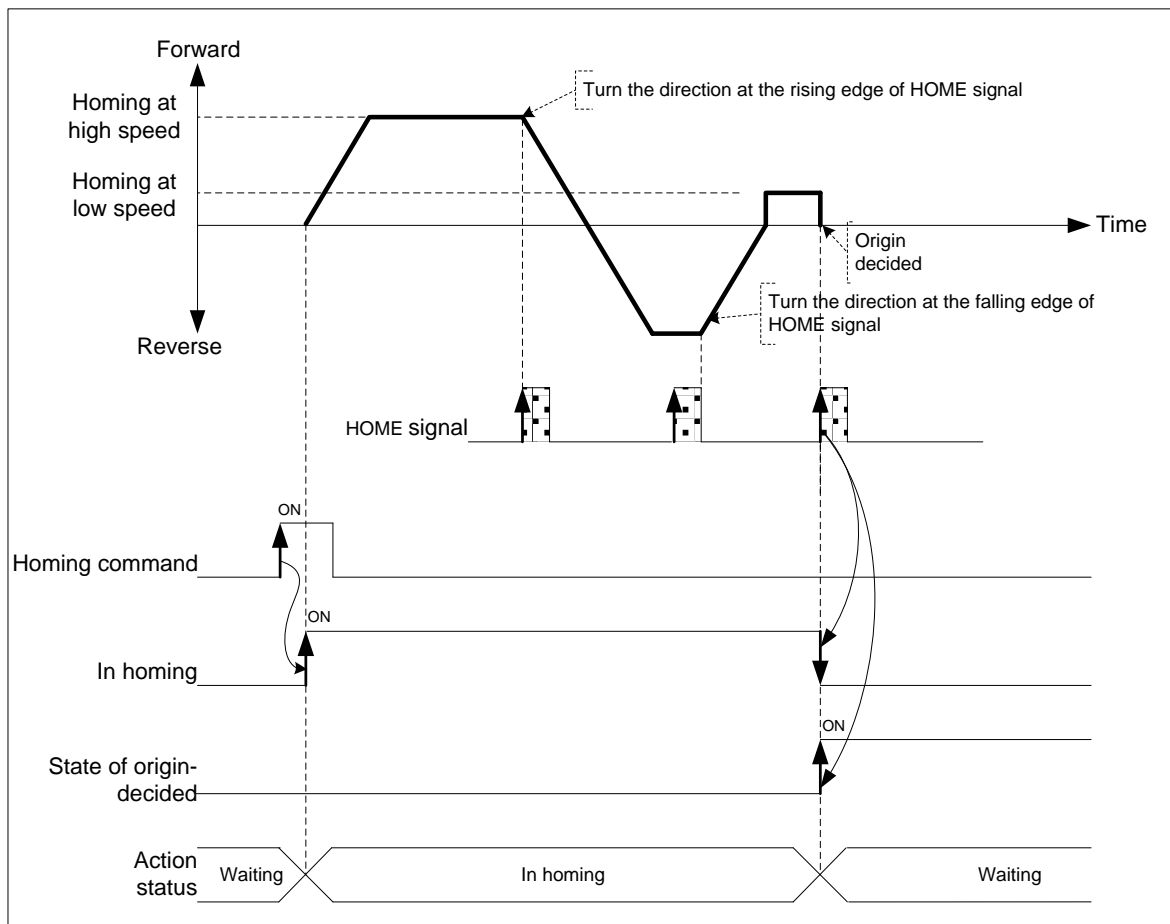 Forward
Homing at
high speed
Turn the direction at the rising edge of HOME signal
Homing at
low speed
Time
Origin
decided
Turn the direction at the falling edge of
HOME signal
Reverse
HOME signal
ON
Homing command
ON
In homing
ON
State of origin-
decided
Action
status
Waiting
In homing
Waiting